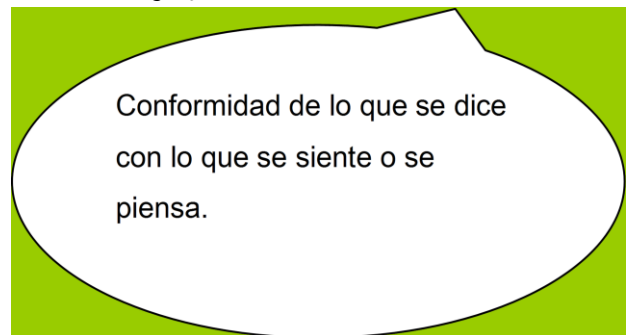 Conformidad de lo que se dice
con lo que se siente o se
piensa.